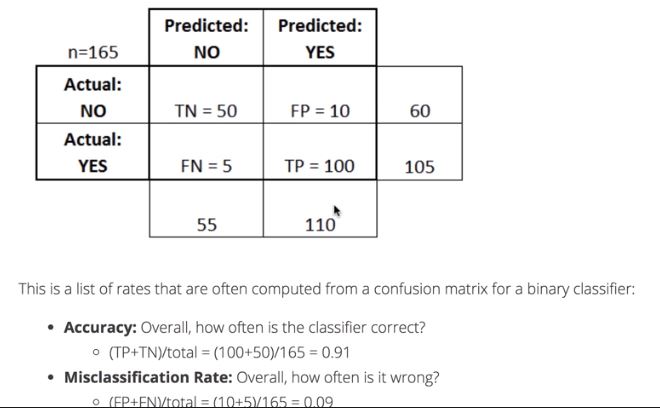 Predicted: Predicted:
n=165 NO YES
Actual:
NO TN = 50 FP = 10 60
Actual:
YES FN = 5 TP = 100 105
55 110
This is a list of rates that are often computed from a confusion matrix for a binary classifier:
• Accuracy: Overall, how often is the classifier correct?
○ (TP+TN)/total = (100+50)/165 = 0.91
• Misclassification Rate: Overall, how often is it wrong?
○ (FP+FN)/total = (10+5)/165 = 0.09